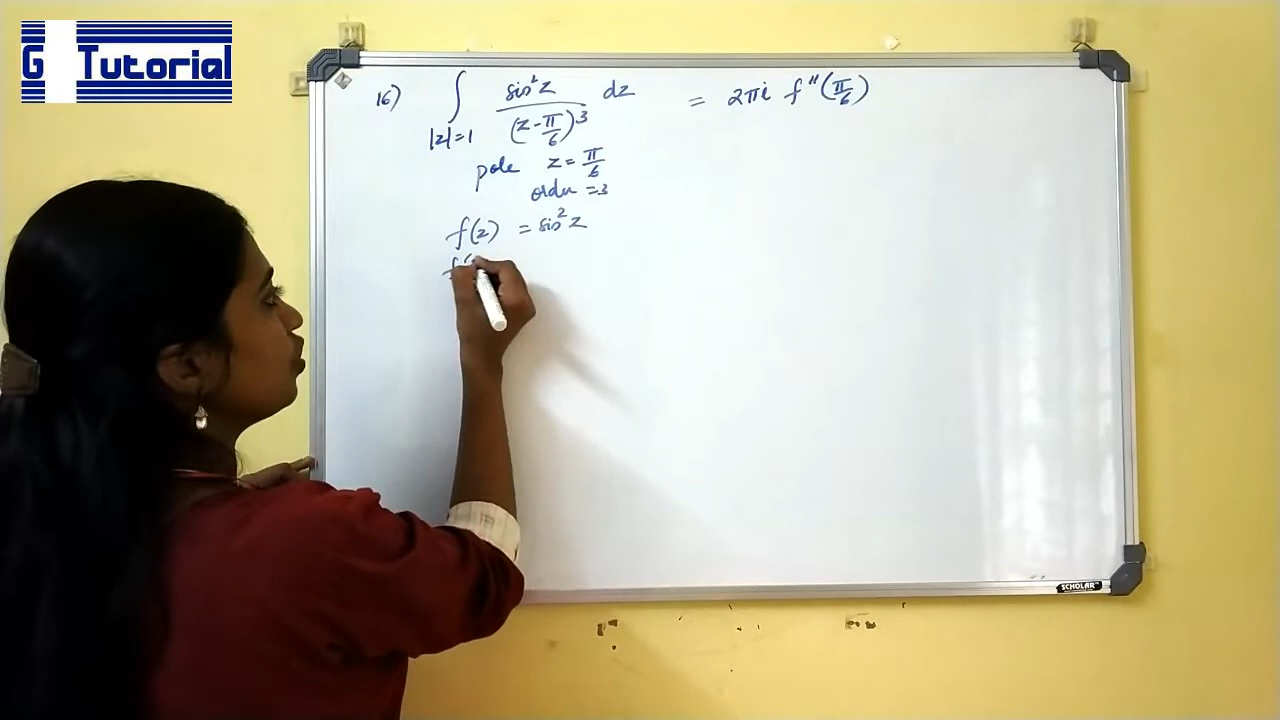 G Tutorial
16) ∫ sin²z / (z-π/6)³ dz = 2πi f''(π/6)
|z|=1
pole z = π/6
order = 3
f(z) = sin²z
SCHOLAR